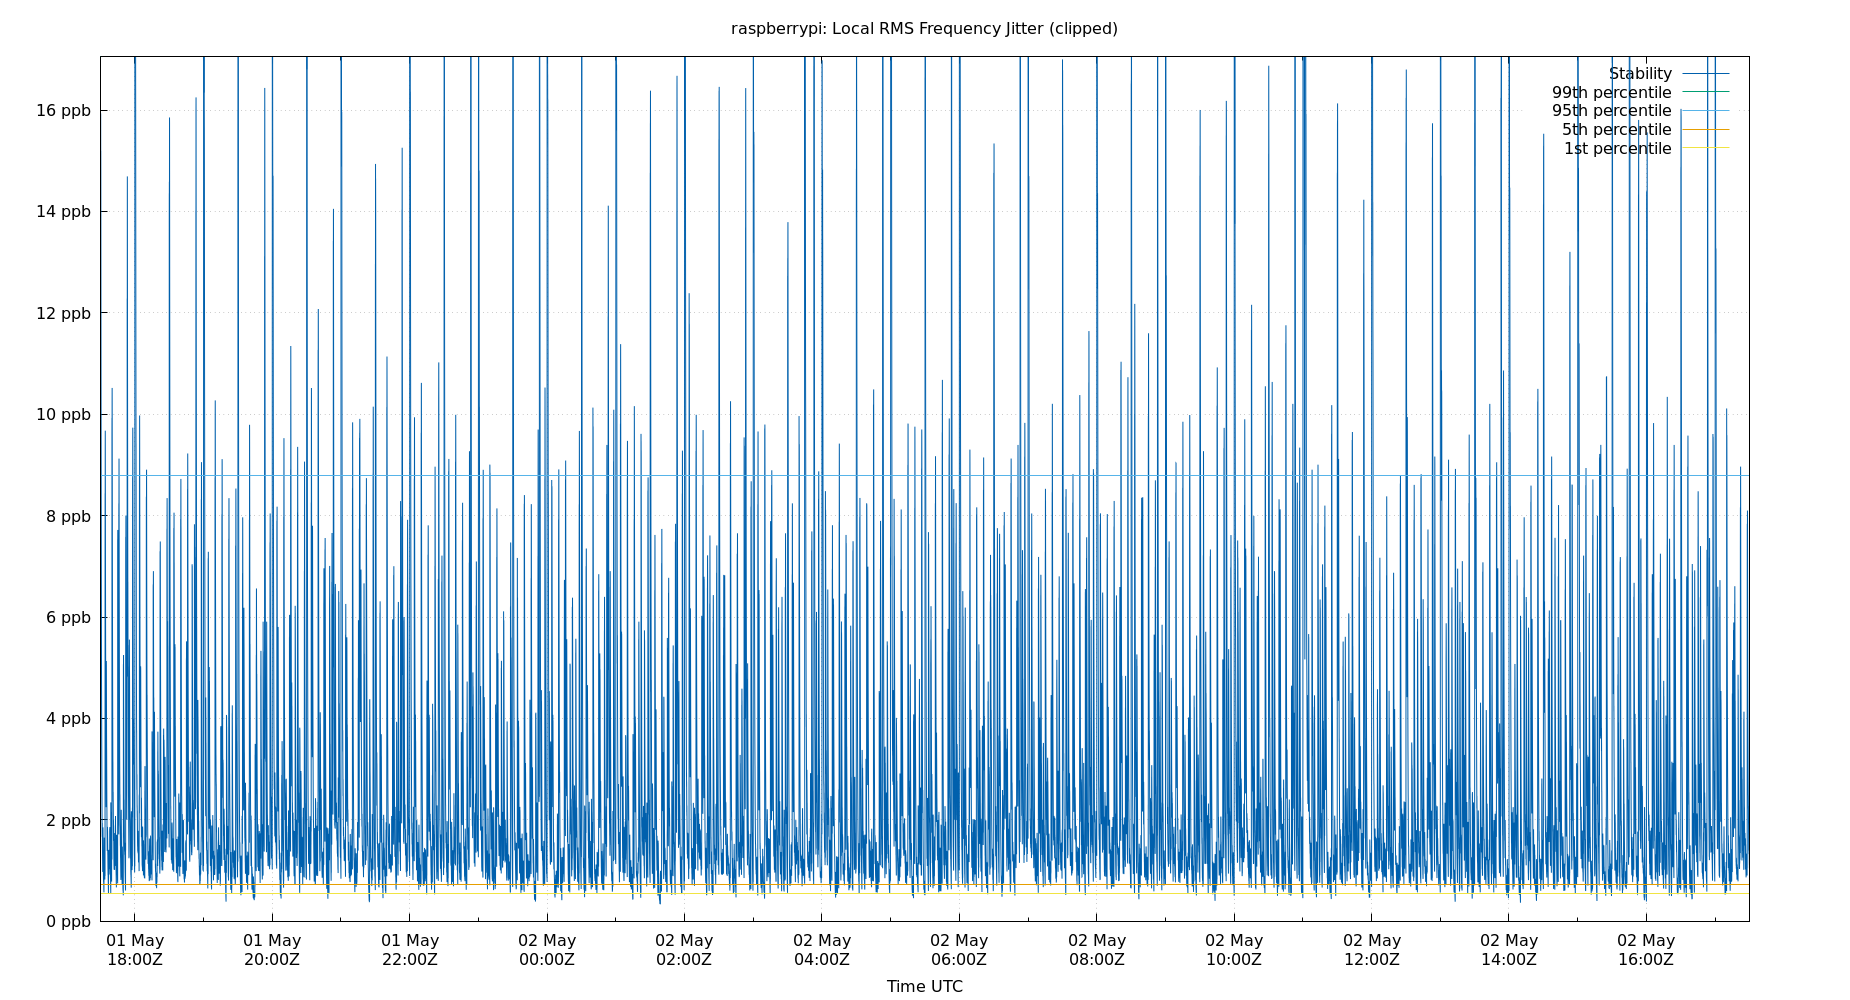 raspberrypi: Local RMS Frequency Jitter (clipped)
Stability
99th percentile
95th percentile
5th percentile
1st percentile
16 ppb
14 ppb
12 ppb
10 ppb
8 ppb
6 ppb
4 ppb
2 ppb
0 ppb
01 May 01 May 01 May 02 May 02 May 02 May 02 May 02 May 02 May 02 May 02 May 02 May
18:00Z 20:00Z 22:00Z 00:00Z 02:00Z 04:00Z 06:00Z 08:00Z 10:00Z 12:00Z 14:00Z 16:00Z
Time UTC